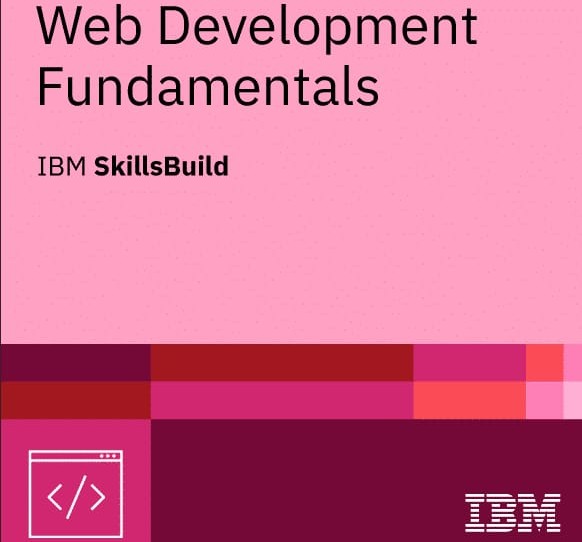 Web Development
Fundamentals
IBM SkillsBuild
</>
IBM